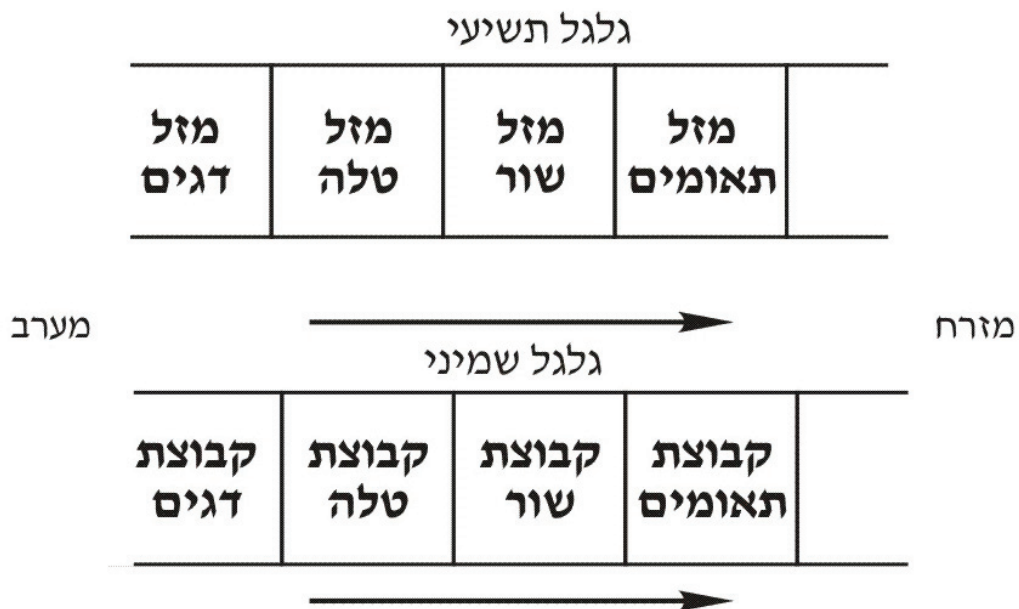 גלגל תשיעי
מזל תאומים
מזל שור
מזל טלה
מזל דגים
מזרח
מערב
גלגל שמיני
קבוצת תאומים
קבוצת שור
קבוצת טלה
קבוצת דגים